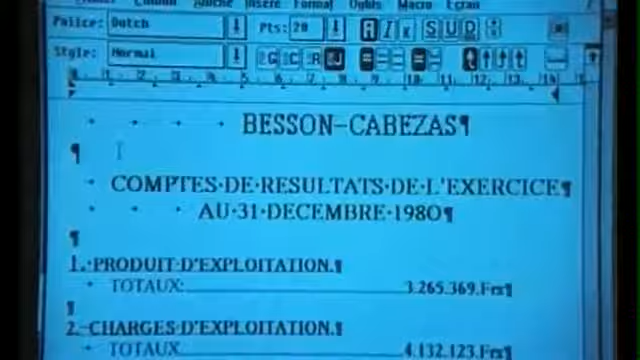 Police: Dutch Pts: 20
Style: Normal
BESSON-CABEZAS¶
¶
COMPTES·DE·RESULTATS·DE·L'EXERCICE¶
AU·31·DECEMBRE·1980¶
¶
1.·PRODUIT·D'EXPLOITATION.¶
TOTAUX: 3.265.369.Frs¶
¶
2.·CHARGES·D'EXPLOITATION.¶
TOTAUX 4.132.123.Frs¶